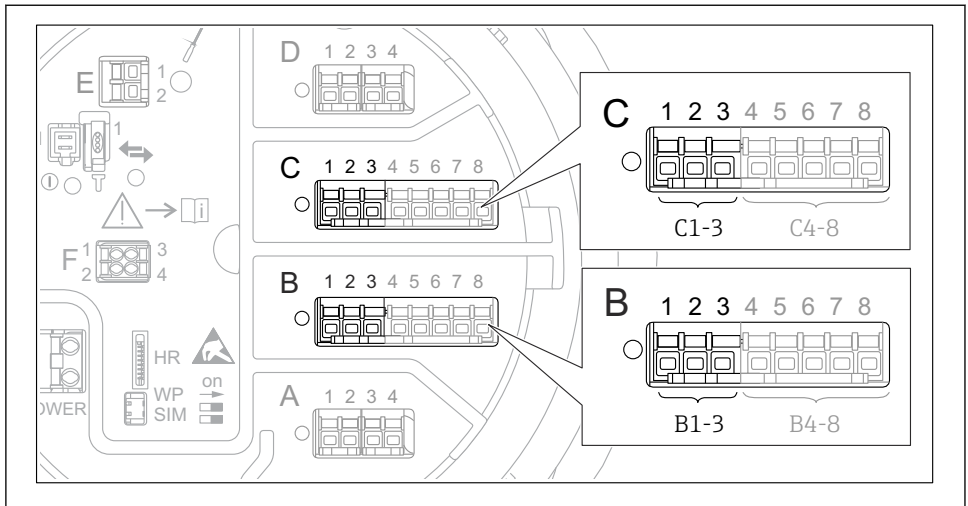 D 1 2 3 4
E 1
2
1
C 1 2 3 4 5 6 7 8
i
F 1 3
2 4
B 1 2 3 4 5 6 7 8
HR
WP on
SIM
OWER
A 1 2 3 4
C 1 2 3 4 5 6 7 8
C1-3 C4-8
B 1 2 3 4 5 6 7 8
B1-3 B4-8